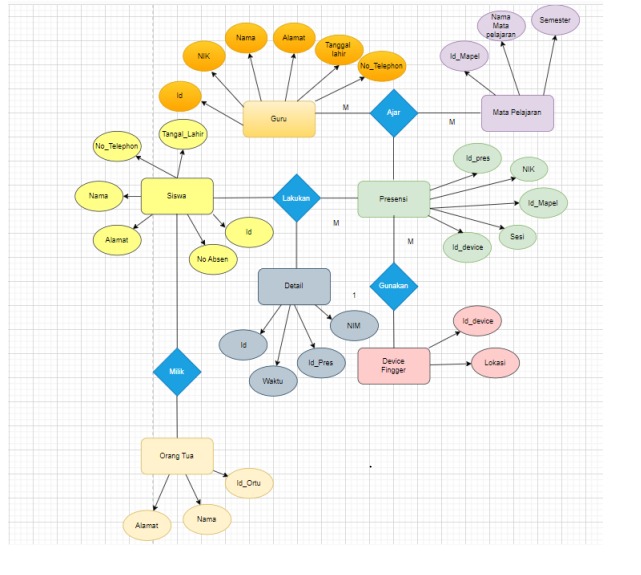 Nama
Mata
pelajaran
Semester
Nama
Alamat
Tanggal
lahir
NIK
No_Telephon
Id_Mapel
Id
M
Ajar
M
Guru
Mata Pelajaran
Tangal_Lahir
No_Telephon
Id_pres
NIK
Nama
Siswa
Lakukan
Presensi
Id_Mapel
M
Alamat
Id
M
Sesi
Id_device
No Absen
Detail
1
Gunakan
NIM
Id_device
Id
Id_Pres
Waktu
Device
Fingger
Lokasi
Milik
Orang Tua
Id_Ortu
Alamat
Nama